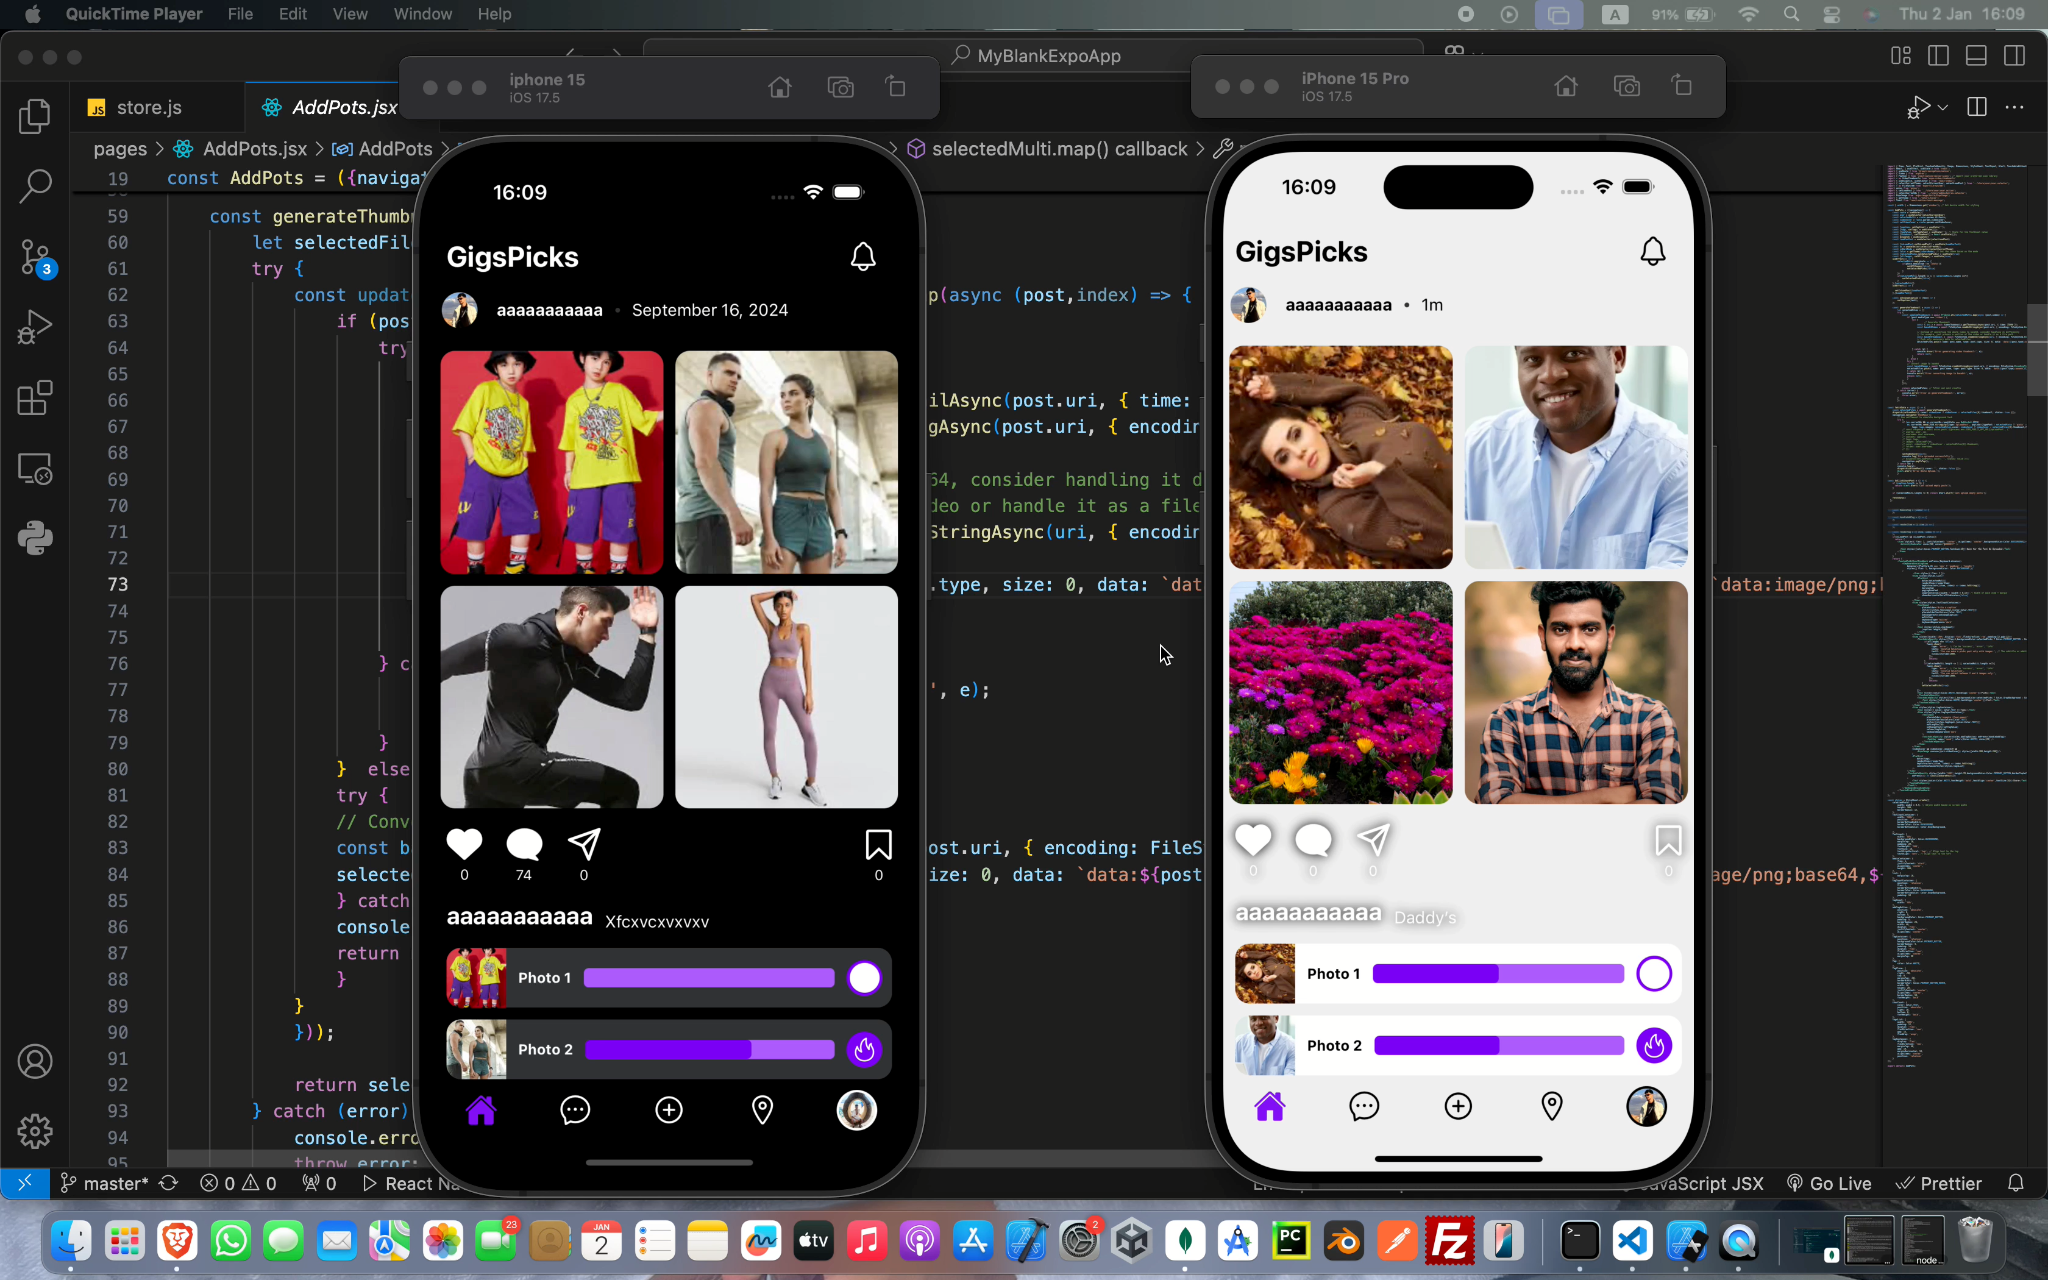 QuickTime Player File Edit View Window Help 91% Thu 2 Jan 16:09
MyBlankExpoApp
store.js AddPots.jsx
iphone 15
iOS 17.5
iPhone 15 Pro
iOS 17.5
pages > AddPots.jsx > AddPots > selectedMulti.map() callback >
19 const AddPots = ({navigat
59 const generateThumb
60 let selectedFil
61 try {
62 const updat p(async (post,index) => {
63 if (pos
64 try
65
66 ilAsync(post.uri, { time:
67 gAsync(post.uri, { encodin
68
69 64, consider handling it d
70 deo or handle it as a file
71 StringAsync(uri, { encodin
72
73 .type, size: 0, data: `dat `data:image/png;
74
75
76 } c
77 ', e);
78
79 }
80 } else
81 try {
82 // Conv
83 const b ost.uri, { encoding: FileS
84 selecte ize: 0, data: `data:${post age/png;base64,$
85 } catch
86 console
87 return
88 }
89 }
90 }));
91
92 return sele
93 } catch (error)
94 console.erro
95 throw error;
3
16:09
GigsPicks
aaaaaaaaaaa • September 16, 2024
0 74 0 0
aaaaaaaaaaa Xfcxvcxvxvxv
Photo 1
Photo 2
16:09
GigsPicks
aaaaaaaaaaa • 1m
0 0 0 0
aaaaaaaaaaa Daddy's
Photo 1
Photo 2
master* 0 0 0 React Na JavaScript JSX Go Live Prettier
23
JAN
2
tv
2
PC
Fz
node